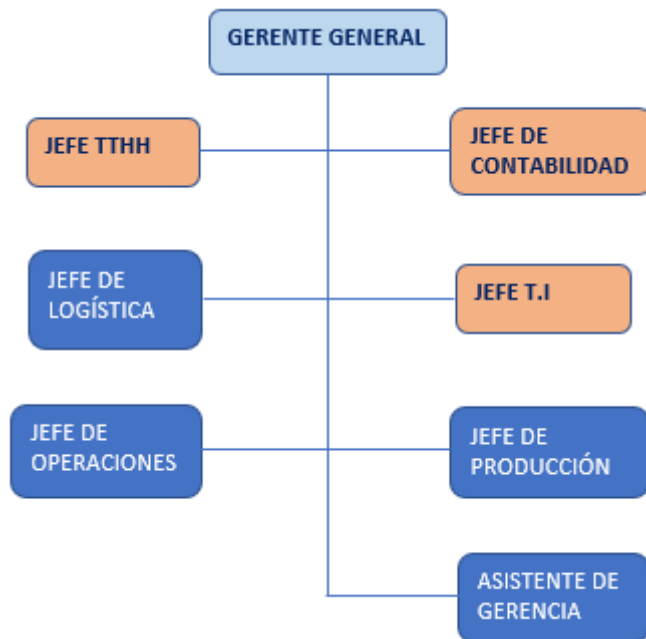 GERENTE GENERAL
JEFE TTHH
JEFE DE
CONTABILIDAD
JEFE DE
LOGÍSTICA
JEFE T.I
JEFE DE
OPERACIONES
JEFE DE
PRODUCCIÓN
ASISTENTE DE
GERENCIA